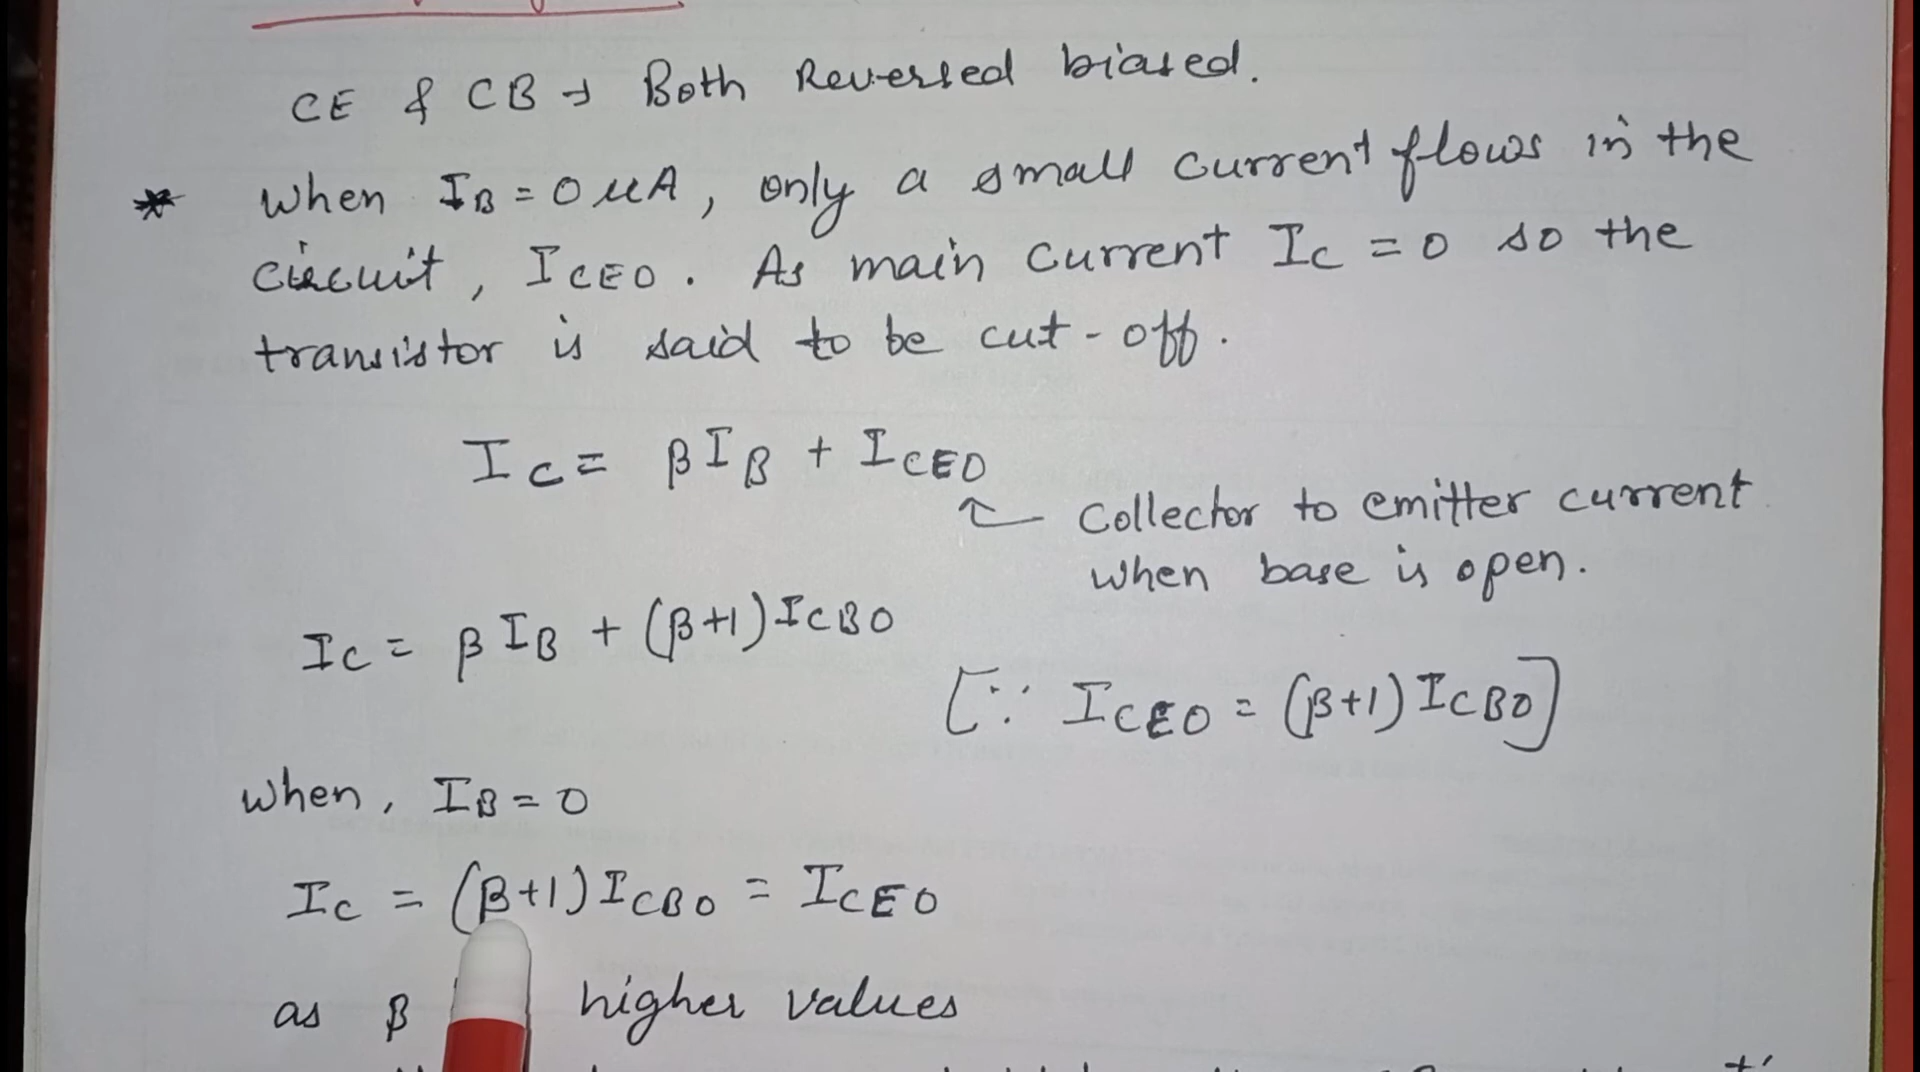 CE & CB → Both Reversed biased.
* When IB = 0 μA, only a small current flows in the
circuit, ICEO. As main current IC = 0 so the
transistor is said to be cut-off.
IC = βIB + ICEO
↖ Collector to emitter current
when base is open.
IC = βIB + (β+1)ICBO
[∵ ICEO = (β+1)ICBO]
when, IB = 0
IC = (β+1)ICBO = ICEO
as β higher values